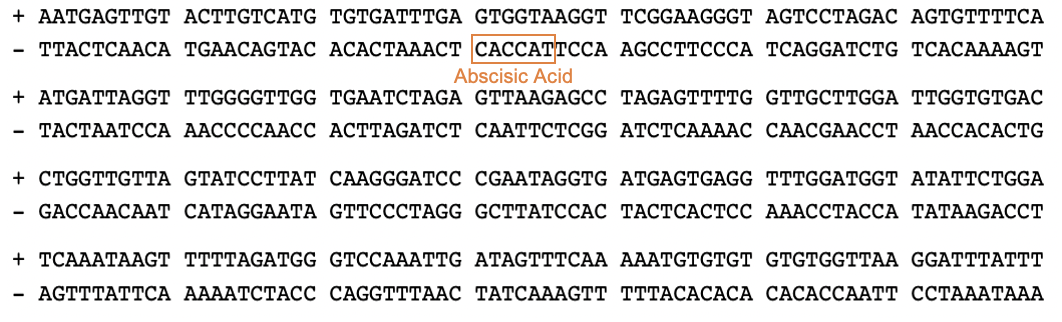 + AATGAGTTGT ACTTGTCATG TGTGATTTGA GTGGTAAGGT TCGGAAGGGT AGTCCTAGAC AGTGTTTTCA
– TTACTCAACA TGAACAGTAC ACACTAAACT CACCATTCCA AGCCTTCCCA TCAGGATCTG TCACAAAAGT
Abscisic Acid
+ ATGATTAGGT TTGGGGTTGG TGAATCTAGA GTTAAGAGCC TAGAGTTTTG GTTGCTTGGA TTGGTGTGAC
– TACTAATCCA AACCCCAACC ACTTAGATCT CAATTCTCGG ATCTCAAAAC CAACGAACCT AACCACACTG
+ CTGGTTGTTA GTATCCTTAT CAAGGGATCC CGAATAGGTG ATGAGTGAGG TTTGGATGGT ATATTCTGGA
– GACCAACAAT CATAGGAATA GTTCCCTAGG GCTTATCCAC TACTCACTCC AAACCTACCA TATAAGACCT
+ TCAAATAAGT TTTTAGATGG GTCCAAATTG ATAGTTTCAA AAATGTGTGT GTGTGGTTAA GGATTTATTT
– AGTTTATTCA AAAATCTACC CAGGTTTAAC TATCAAAGTT TTTACACACA CACACCAATT CCTAAATAAA